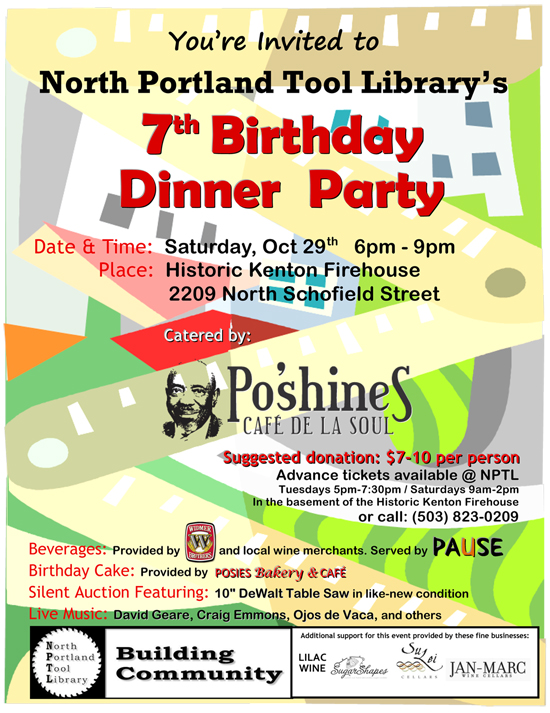 You're Invited to
North Portland Tool Library's
7th Birthday
Dinner Party
Date & Time: Saturday, Oct 29th 6pm - 9pm
Place: Historic Kenton Firehouse
2209 North Schofield Street
Catered by:
Po'shines
CAFÉ DE LA SOUL
Suggested donation: $7-10 per person
Advance tickets available @ NPTL
Tuesdays 5pm-7:30pm / Saturdays 9am-2pm
In the basement of the Historic Kenton Firehouse
or call: (503) 823-0209
Beverages: Provided by WIDMER W BROTHERS and local wine merchants. Served by PAUSE
Birthday Cake: Provided by POSIES Bakery & CAFÉ
Silent Auction Featuring: 10" DeWalt Table Saw in like-new condition
Live Music: David Geare, Craig Emmons, Ojos de Vaca, and others
North
Portland
Tool
Library
Building
Community
Additional support for this event provided by these fine businesses:
LILAC
WINE
SugarShapes
Su Lei
CELLARS
JAN-MARC
WINE CELLARS